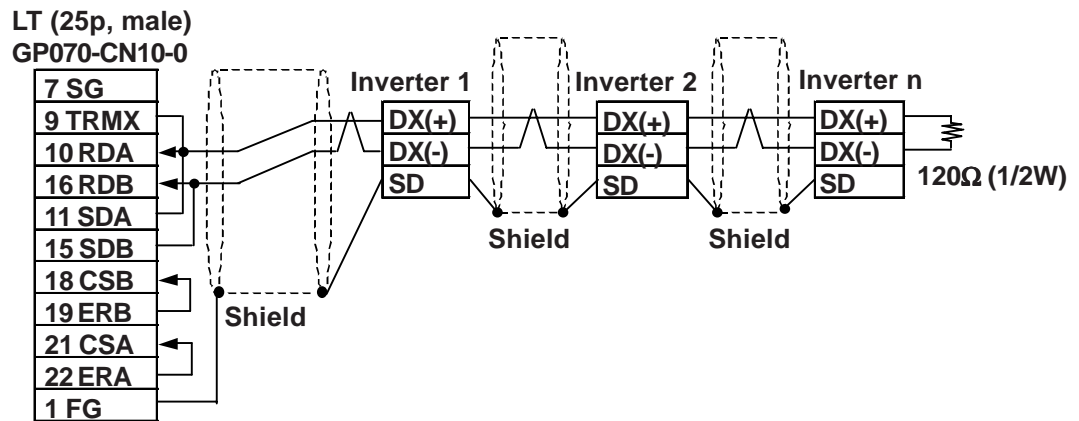 LT (25p, male)
GP070-CN10-0
7 SG
9 TRMX
10 RDA
16 RDB
11 SDA
15 SDB
18 CSB
19 ERB
21 CSA
22 ERA
1 FG
Shield
Inverter 1
DX(+)
DX(-)
SD
Shield
Inverter 2
DX(+)
DX(-)
SD
Shield
Inverter n
DX(+)
DX(-)
SD
120Ω (1/2W)